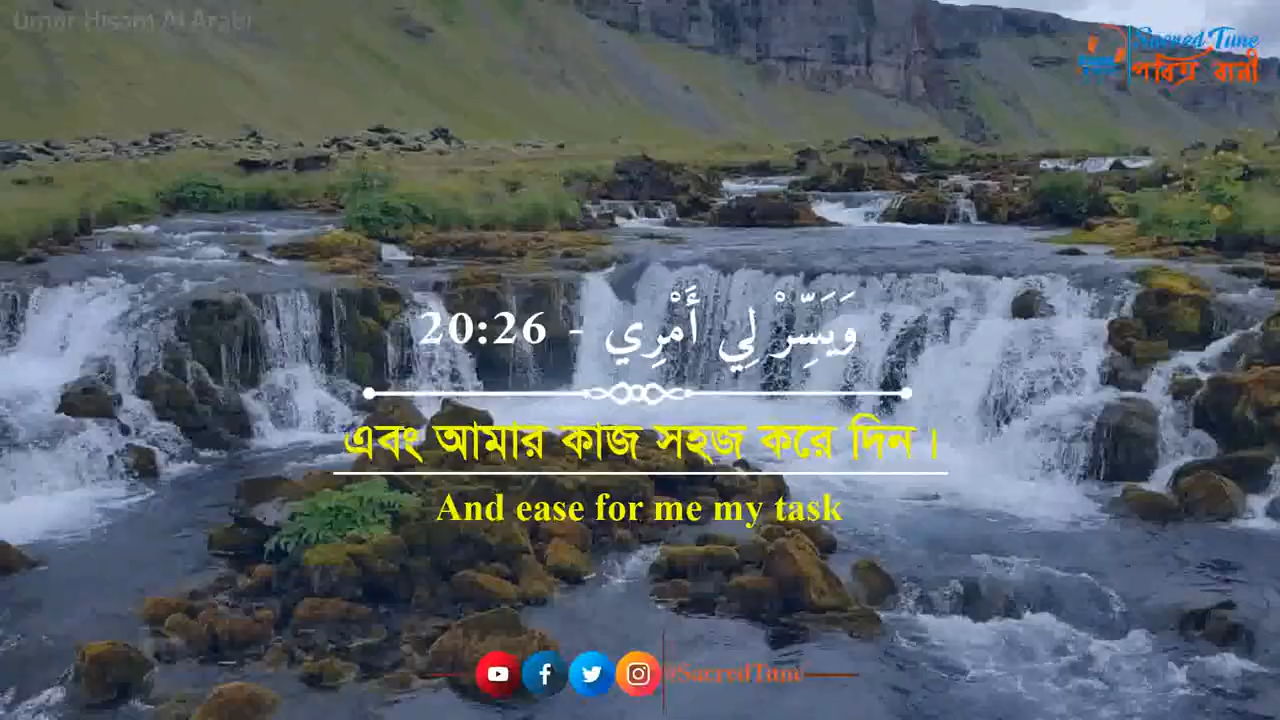 Omar Hisam Al Arabi
Sacred Tune
পবিত্র বানী
وَيَسِّرْ لِي أَمْرِي - 20:26
এবং আমার কাজ সহজ করে দিন।
And ease for me my task
@SacredTune